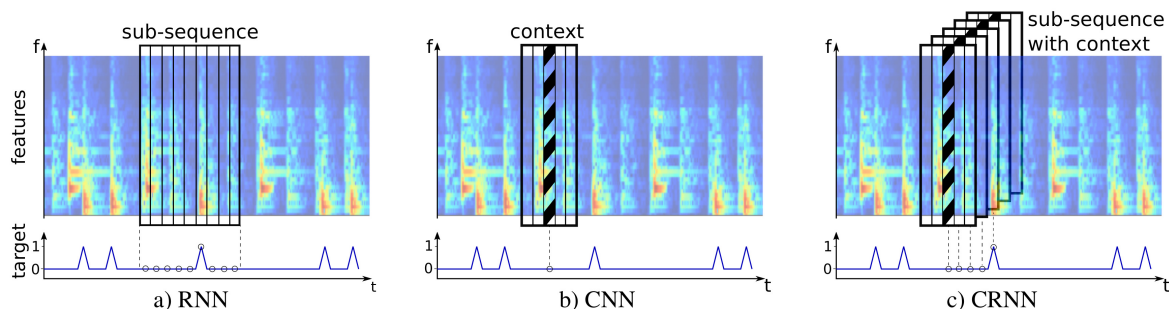 sub-sequence
f
features
target
1
0
t
a) RNN
context
f
1
0
t
b) CNN
sub-sequence
with context
f
1
0
t
c) CRNN